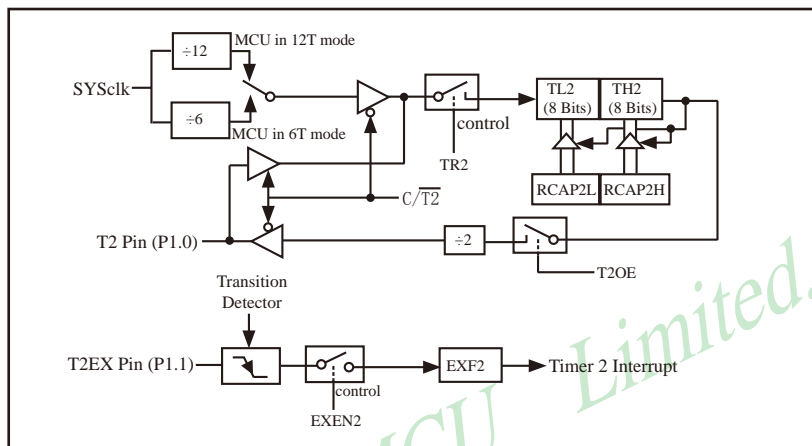 ÷12
MCU in 12T mode
SYSclk
÷6
MCU in 6T mode
TL2
(8 Bits)
TH2
(8 Bits)
control
TR2
RCAP2L
RCAP2H
C/T2
T2 Pin (P1.0)
÷2
T2OE
Transition
Detector
T2EX Pin (P1.1)
EXF2
Timer 2 Interrupt
control
EXEN2
MCU Limited.